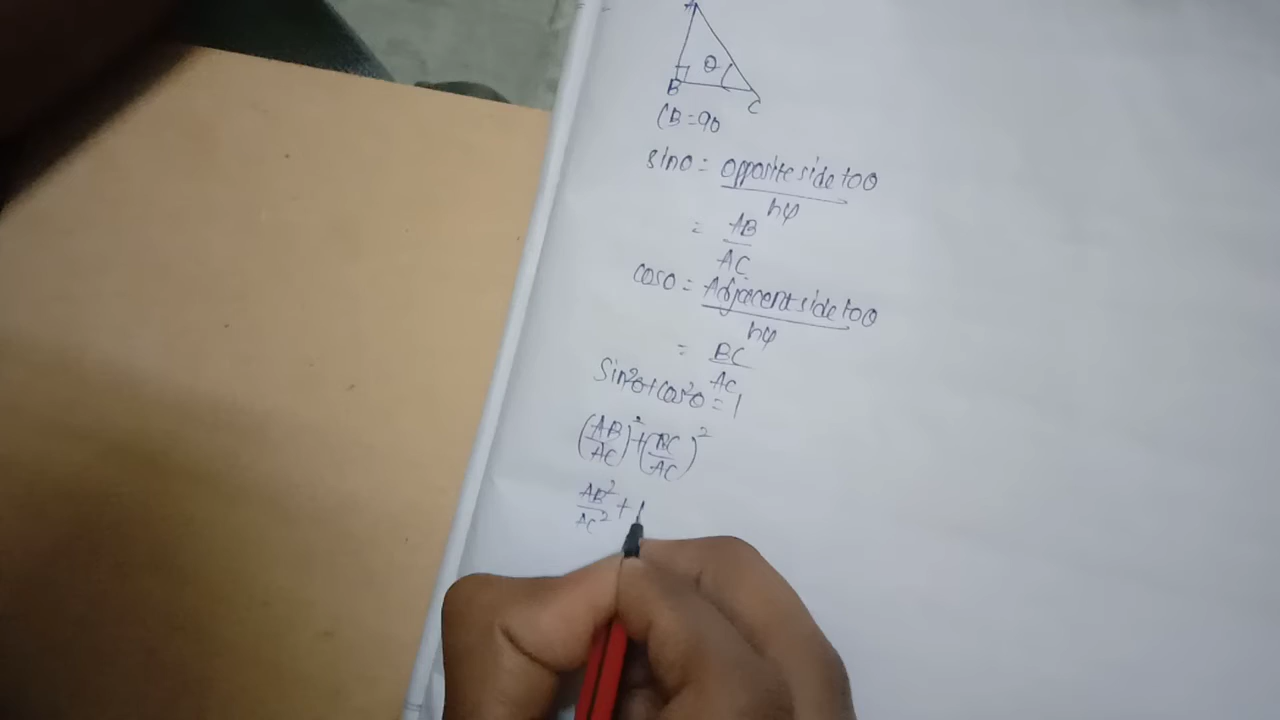 A
θ
B
C
∠B=90
sinθ = opposite side to θ
hyp
= AB
AC
cosθ = Adjacent side to θ
hyp
= BC
AC
Sin²θ+cos²θ=1
(AB/AC)²+(BC/AC)²
AB²/AC² +